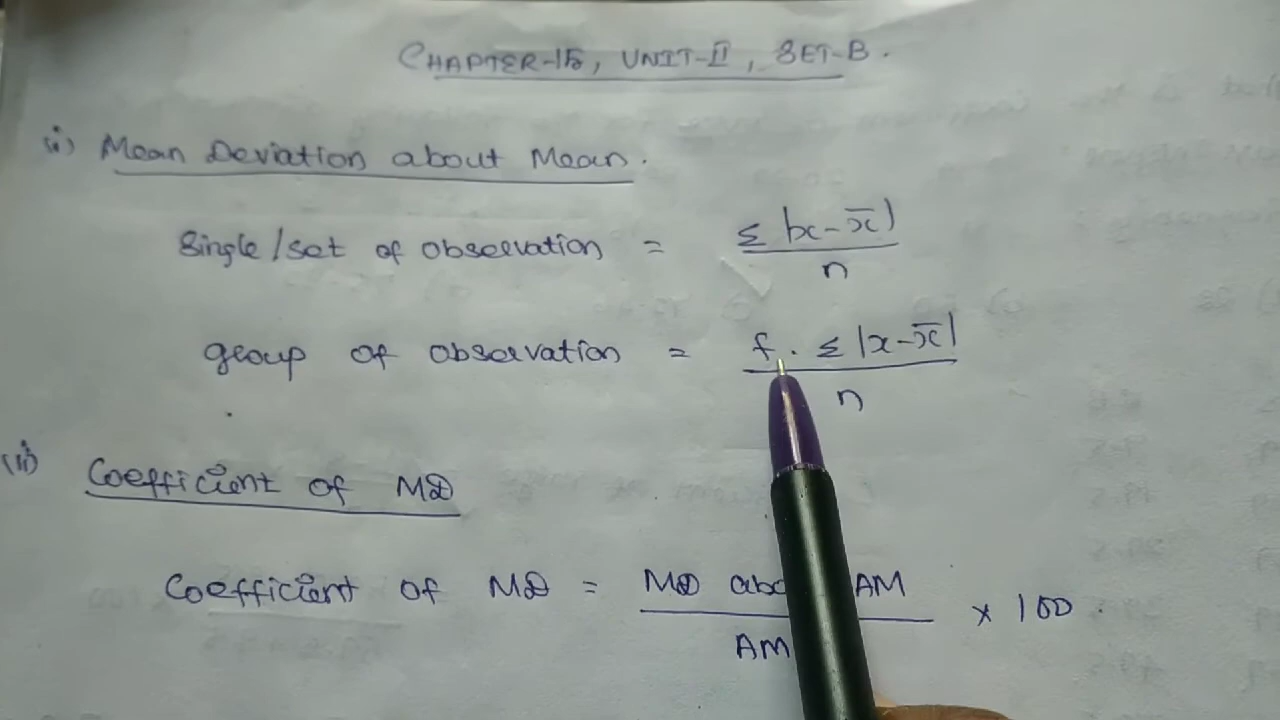 CHAPTER-15, UNIT-II, SET-B.
(i) Mean Deviation about Mean.
Single/set of observation = Σ |x-x̅| / n
group of observation = f. Σ |x-x̅| / n
(ii) Coefficient of MD
Coefficient of MD = MD abo AM / AM × 100.